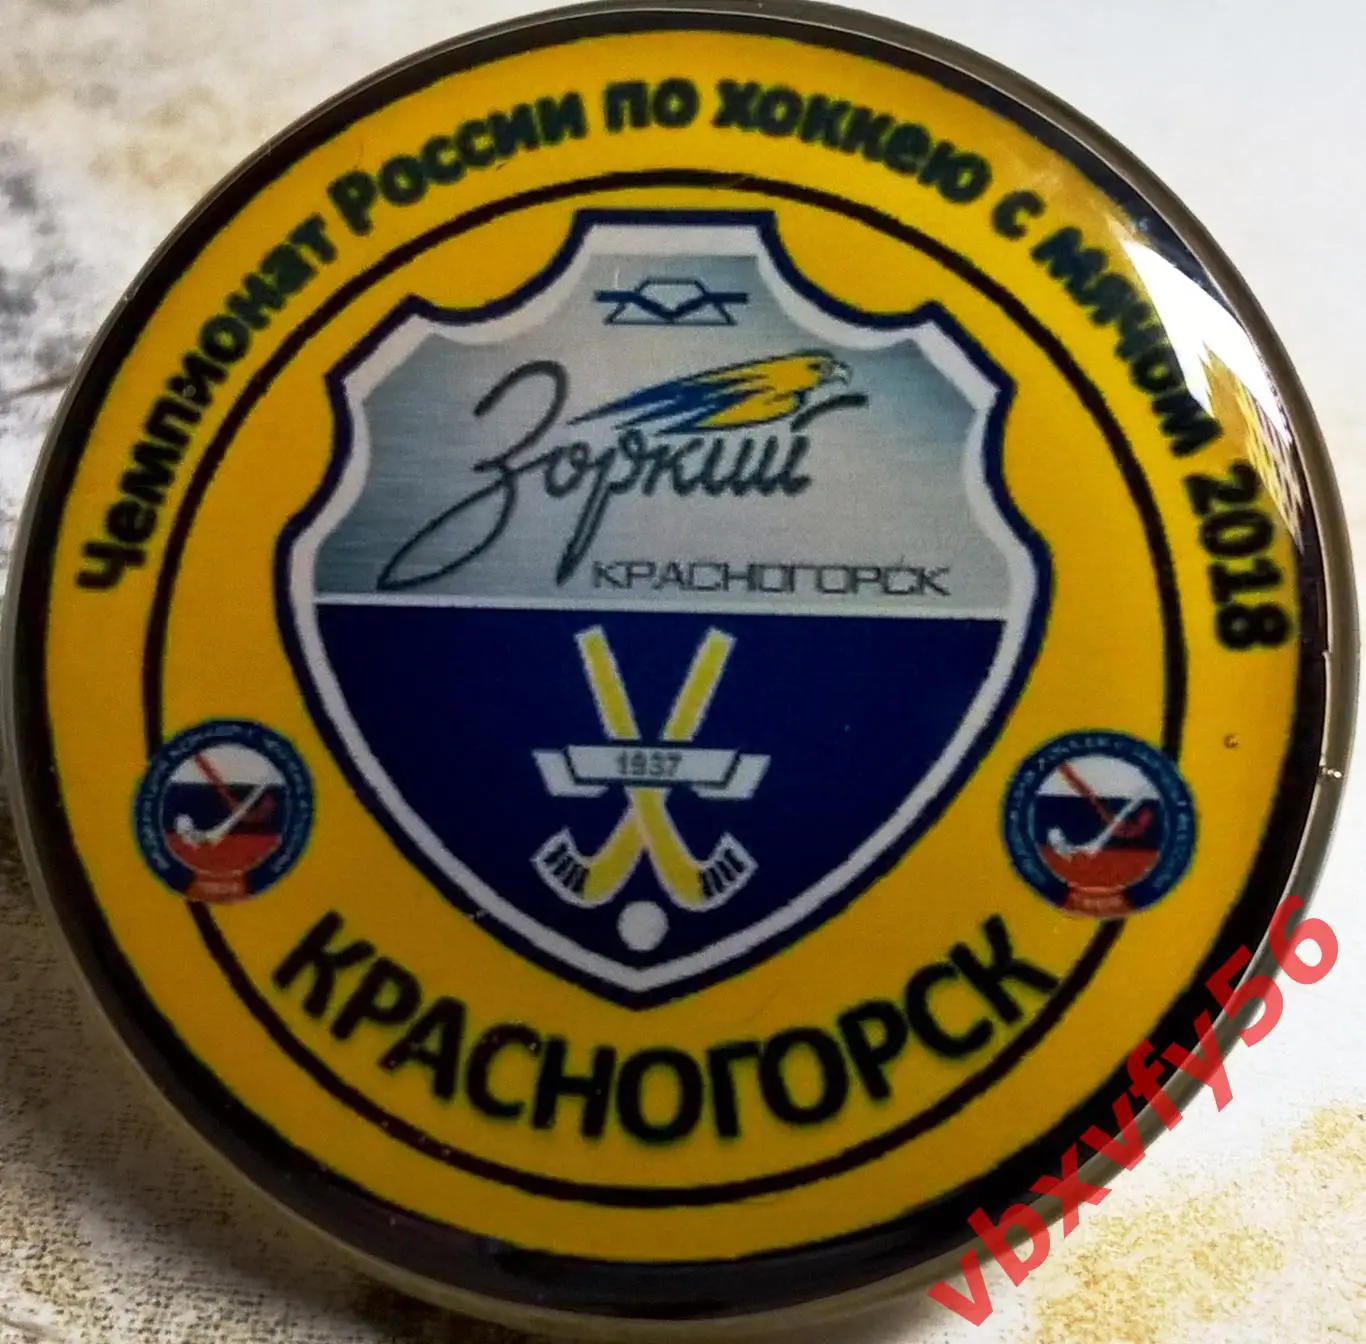 Чемпионат России по хоккею с мячом 2018
Зоркий
КРАСНОГОРСК
1937
КРАСНОГОРСК
vbxvfy56